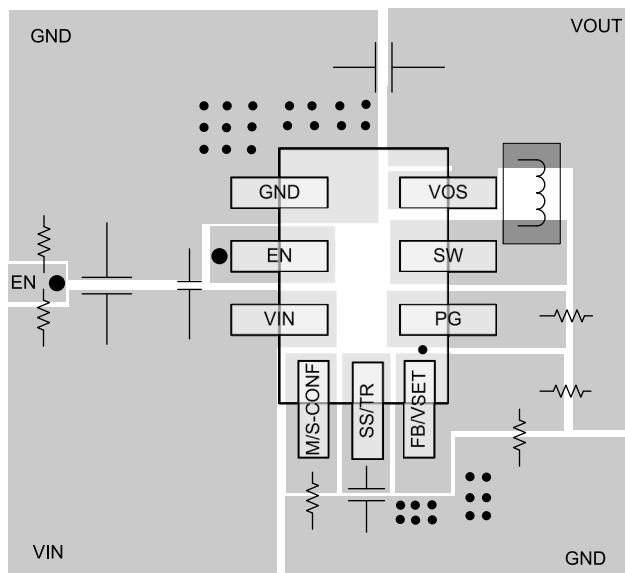 GND
VOUT
GND
VOS
EN
SW
EN
VIN
PG
M/S-CONF
SS/TR
FB/VSET
VIN
GND